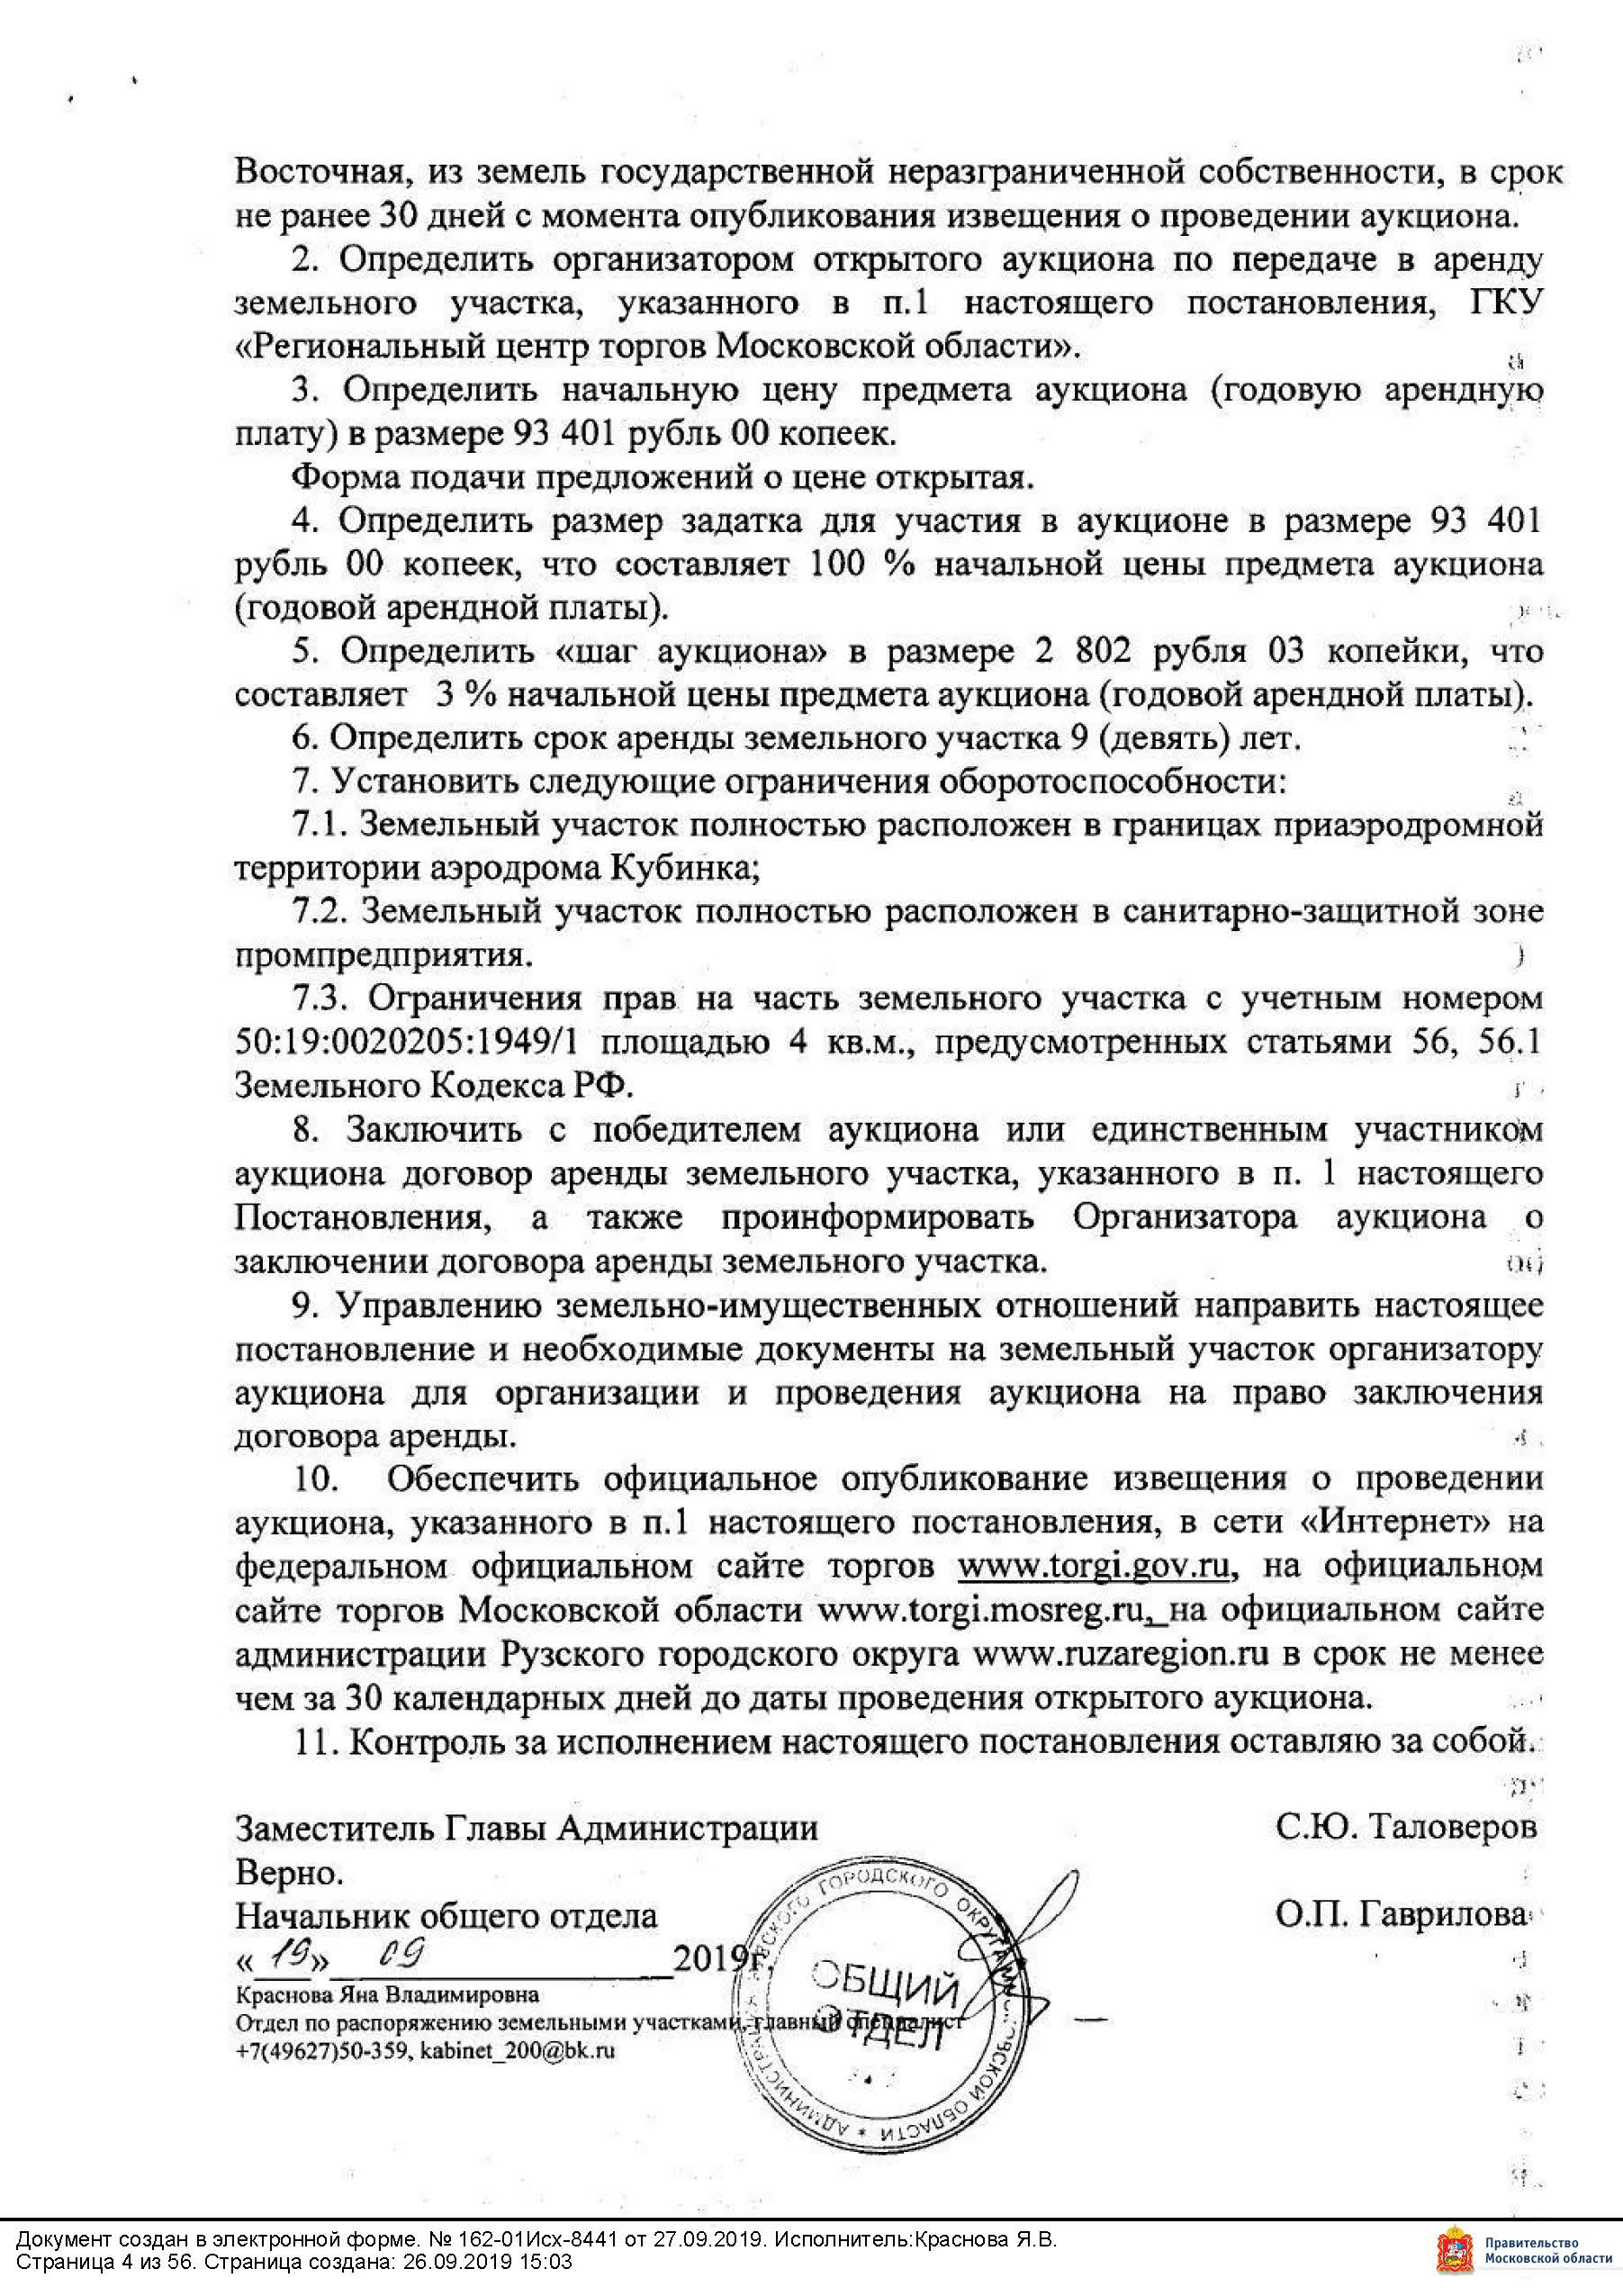 Восточная, из земель государственной неразграниченной собственности, в срок
не ранее 30 дней с момента опубликования извещения о проведении аукциона.
2. Определить организатором открытого аукциона по передаче в аренду
земельного участка, указанного в п.1 настоящего постановления, ГКУ
«Региональный центр торгов Московской области».
3. Определить начальную цену предмета аукциона (годовую арендную
плату) в размере 93 401 рубль 00 копеек.
Форма подачи предложений о цене открытая.
4. Определить размер задатка для участия в аукционе в размере 93 401
рубль 00 копеек, что составляет 100 % начальной цены предмета аукциона
(годовой арендной платы).
5. Определить «шаг аукциона» в размере 2 802 рубля 03 копейки, что
составляет 3 % начальной цены предмета аукциона (годовой арендной платы).
6. Определить срок аренды земельного участка 9 (девять) лет.
7. Установить следующие ограничения оборотоспособности:
7.1. Земельный участок полностью расположен в границах приаэродромной
территории аэродрома Кубинка;
7.2. Земельный участок полностью расположен в санитарно-защитной зоне
промпредприятия.
7.3. Ограничения прав на часть земельного участка с учетным номером
50:19:0020205:1949/1 площадью 4 кв.м., предусмотренных статьями 56, 56.1
Земельного Кодекса РФ.
8. Заключить с победителем аукциона или единственным участником
аукциона договор аренды земельного участка, указанного в п. 1 настоящего
Постановления, а также проинформировать Организатора аукциона о
заключении договора аренды земельного участка.
9. Управлению земельно-имущественных отношений направить настоящее
постановление и необходимые документы на земельный участок организатору
аукциона для организации и проведения аукциона на право заключения
договора аренды.
10. Обеспечить официальное опубликование извещения о проведении
аукциона, указанного в п.1 настоящего постановления, в сети «Интернет» на
федеральном официальном сайте торгов www.torgi.gov.ru, на официальном
сайте торгов Московской области www.torgi.mosreg.ru, на официальном сайте
администрации Рузского городского округа www.ruzaregion.ru в срок не менее
чем за 30 календарных дней до даты проведения открытого аукциона.
11. Контроль за исполнением настоящего постановления оставляю за собой.
Заместитель Главы Администрации С.Ю. Таловеров
Верно.
Начальник общего отдела О.П. Гаврилова
«19» 09 2019г.
Краснова Яна Владимировна
Отдел по распоряжению земельными участками, главный специалист
+7(49627)50-359, kabinet_200@bk.ru
ГОРОДСКОГО ОКРУГА
ОБЛАСТИ * АДМИНИСТРАЦИЯ
ОБЩИЙ
ОТДЕЛ
Документ создан в электронной форме. № 162-01Исх-8441 от 27.09.2019. Исполнитель:Краснова Я.В.
Страница 4 из 56. Страница создана: 26.09.2019 15:03
Правительство
Московской области